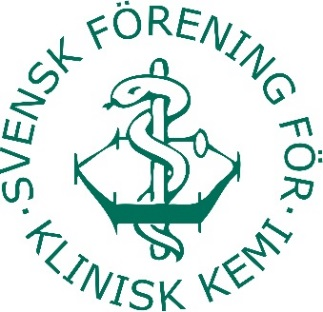 SVENSK FÖRENING FÖR
· KLINISK KEMI ·